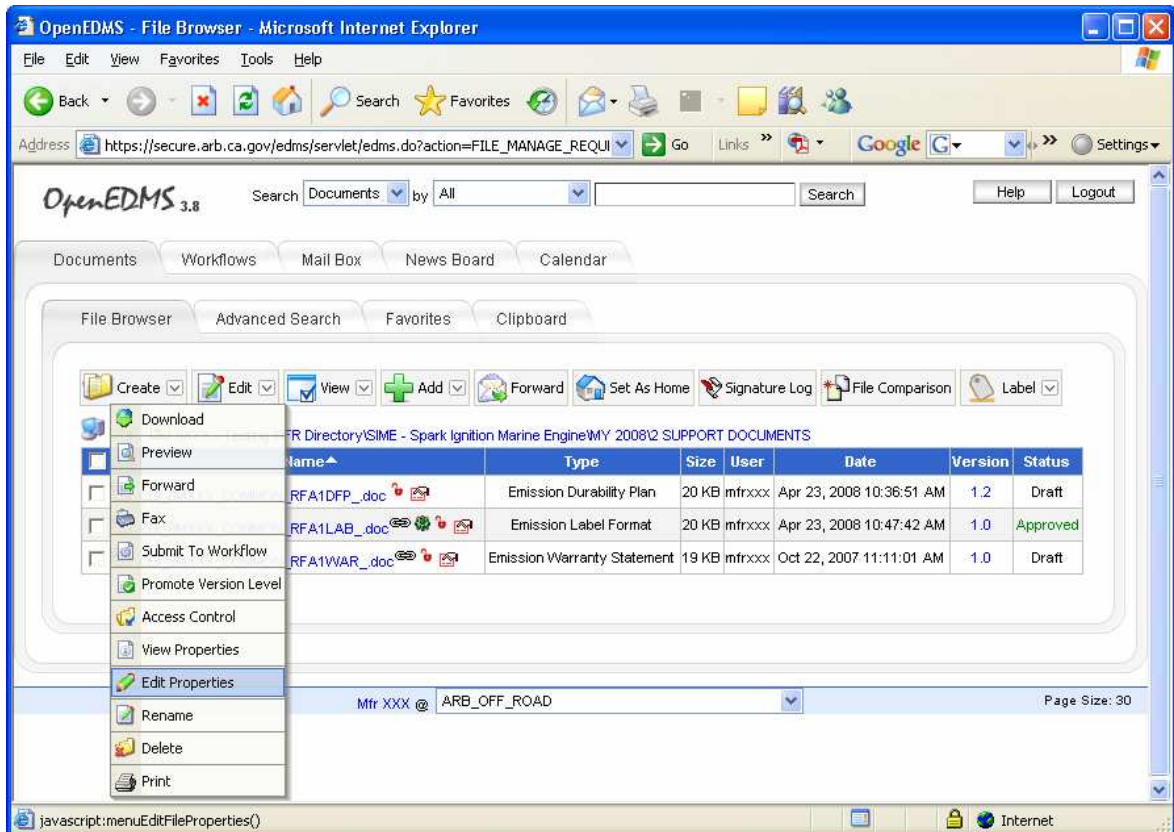 OpenEDMS - File Browser - Microsoft Internet Explorer
File Edit View Favorites Tools Help
Back Search Favorites
Address https://secure.arb.ca.gov/edms/servlet/edms.do?action=FILE_MANAGE_REQUI Go Links » Google G » Settings
OpenEDMS 3.8 Search Documents by All Search Help Logout
Documents Workflows Mail Box News Board Calendar
File Browser Advanced Search Favorites Clipboard
Create Edit View Add Forward Set As Home Signature Log File Comparison Label
Download
FR Directory\SIME - Spark Ignition Marine Engine\MY 2008\2 SUPPORT DOCUMENTS
Preview
Name Type Size User Date Version Status
Forward
_RFA1DFP_.doc Emission Durability Plan 20 KB mfrxxx Apr 23, 2008 10:36:51 AM 1.2 Draft
Fax
_RFA1LAB_.doc Emission Label Format 20 KB mfrxxx Apr 23, 2008 10:47:42 AM 1.0 Approved
Submit To Workflow
_RFA1WAR_.doc Emission Warranty Statement 19 KB mfrxxx Oct 22, 2007 11:11:01 AM 1.0 Draft
Promote Version Level
Access Control
View Properties
Edit Properties
Mfr XXX @ ARB_OFF_ROAD Page Size: 30
Rename
Delete
Print
javascript:menuEditFileProperties() Internet